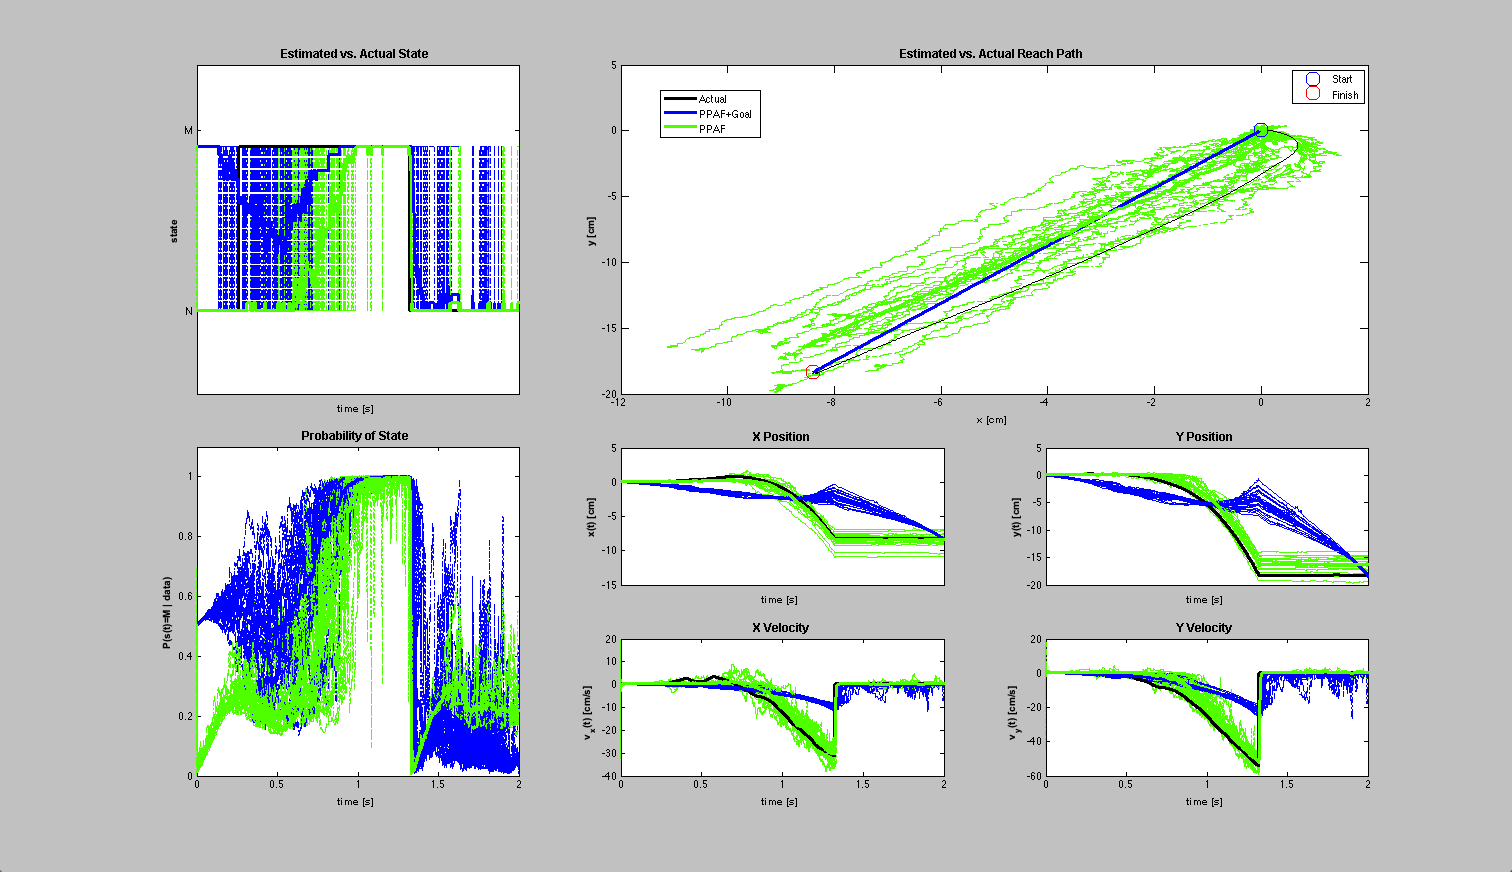 Estimated vs. Actual State
M
N
state
time [s]
Estimated vs. Actual Reach Path
Actual
PPAF+Goal
PPAF
Start
Finish
5
0
-5
-10
-15
-20
y [cm]
-12 -10 -8 -6 -4 -2 0 2
x [cm]
Probability of State
1
0.8
0.6
0.4
0.2
0
P(s(t)=M | data)
0 0.5 1 1.5 2
time [s]
X Position
5
0
-5
-10
-15
x(t) [cm]
time [s]
Y Position
5
0
-5
-10
-15
-20
y(t) [cm]
time [s]
X Velocity
20
10
0
-10
-20
-30
-40
v_x(t) [cm/s]
0 0.5 1 1.5 2
time [s]
Y Velocity
20
0
-20
-40
-60
v_y(t) [cm/s]
0 0.5 1 1.5 2
time [s]